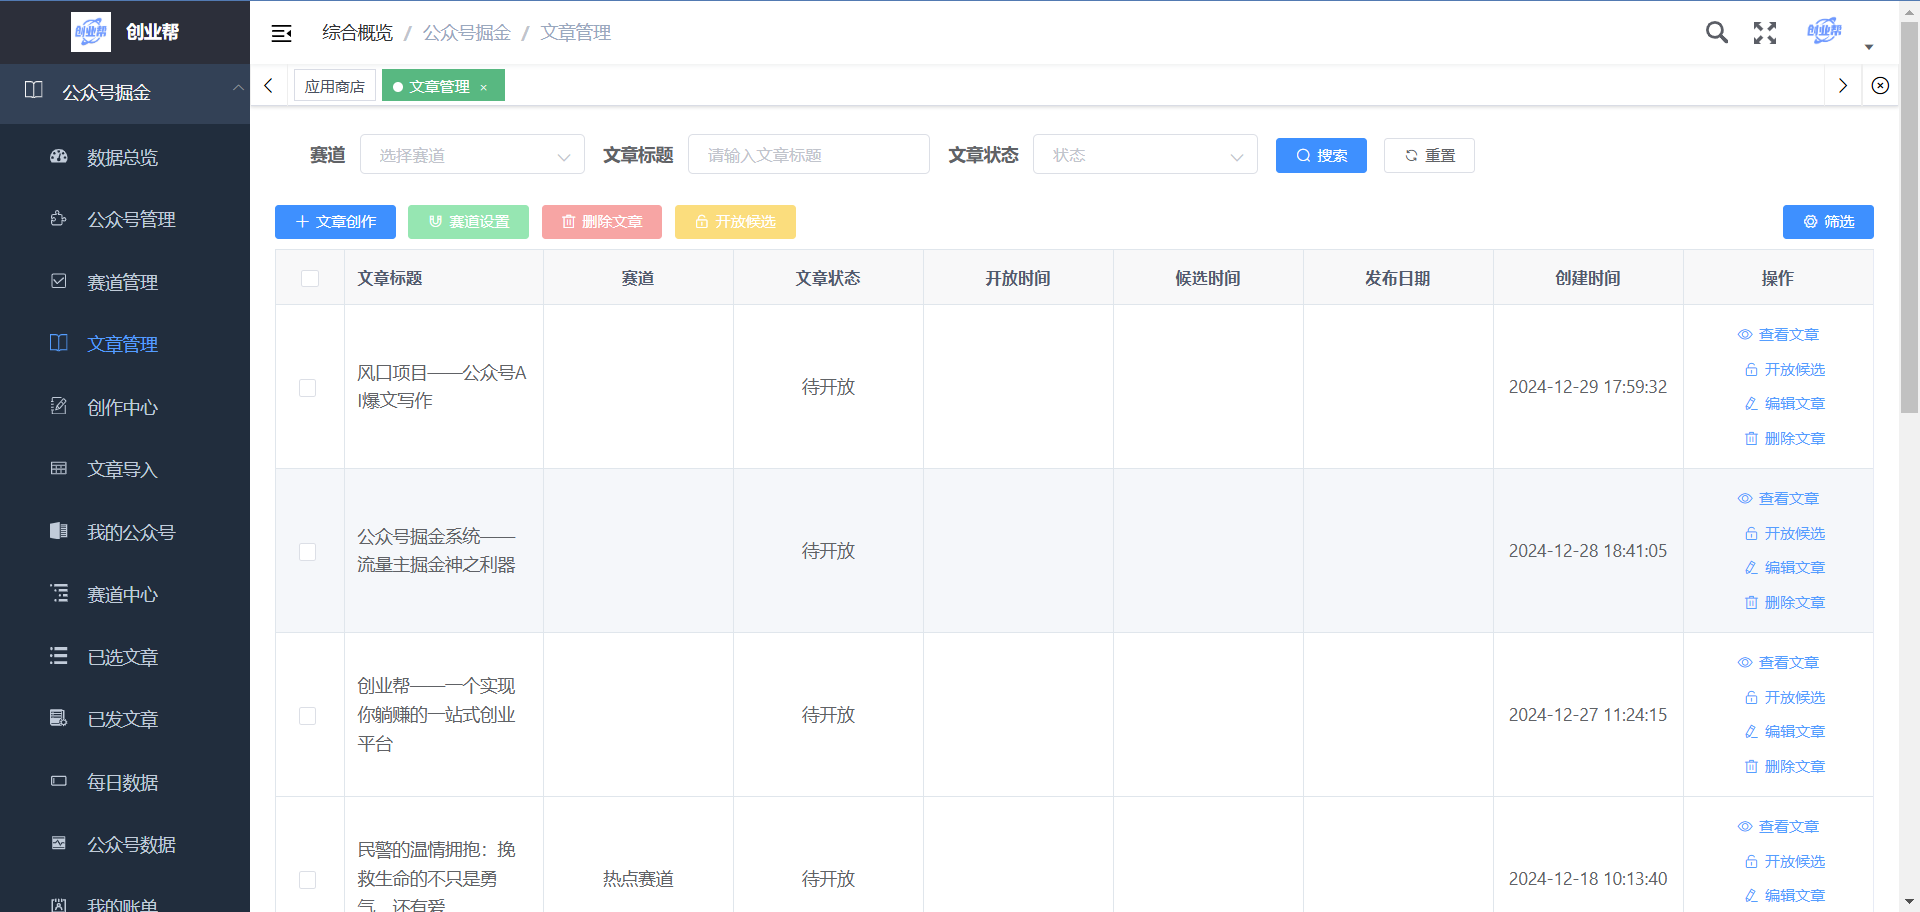 创业帮
创业帮
综合概览 / 公众号掘金 / 文章管理
创业帮
公众号掘金
应用商店
文章管理 ×
数据总览
公众号管理
赛道管理
文章管理
创作中心
文章导入
我的公众号
赛道中心
已选文章
已发文章
每日数据
公众号数据
我的账单
赛道 选择赛道 文章标题 请输入文章标题 文章状态 状态 搜索 重置
文章创作 赛道设置 删除文章 开放候选 筛选
文章标题 赛道 文章状态 开放时间 候选时间 发布日期 创建时间 操作
风口项目——公众号A
I爆文写作
待开放
2024-12-29 17:59:32
查看文章
开放候选
编辑文章
删除文章
公众号掘金系统——
流量主掘金神之利器
待开放
2024-12-28 18:41:05
查看文章
开放候选
编辑文章
删除文章
创业帮——一个实现
你躺赚的一站式创业
平台
待开放
2024-12-27 11:24:15
查看文章
开放候选
编辑文章
删除文章
民警的温情拥抱：挽
救生命的不只是勇
气，还有爱
热点赛道
待开放
2024-12-18 10:13:40
查看文章
开放候选
编辑文章